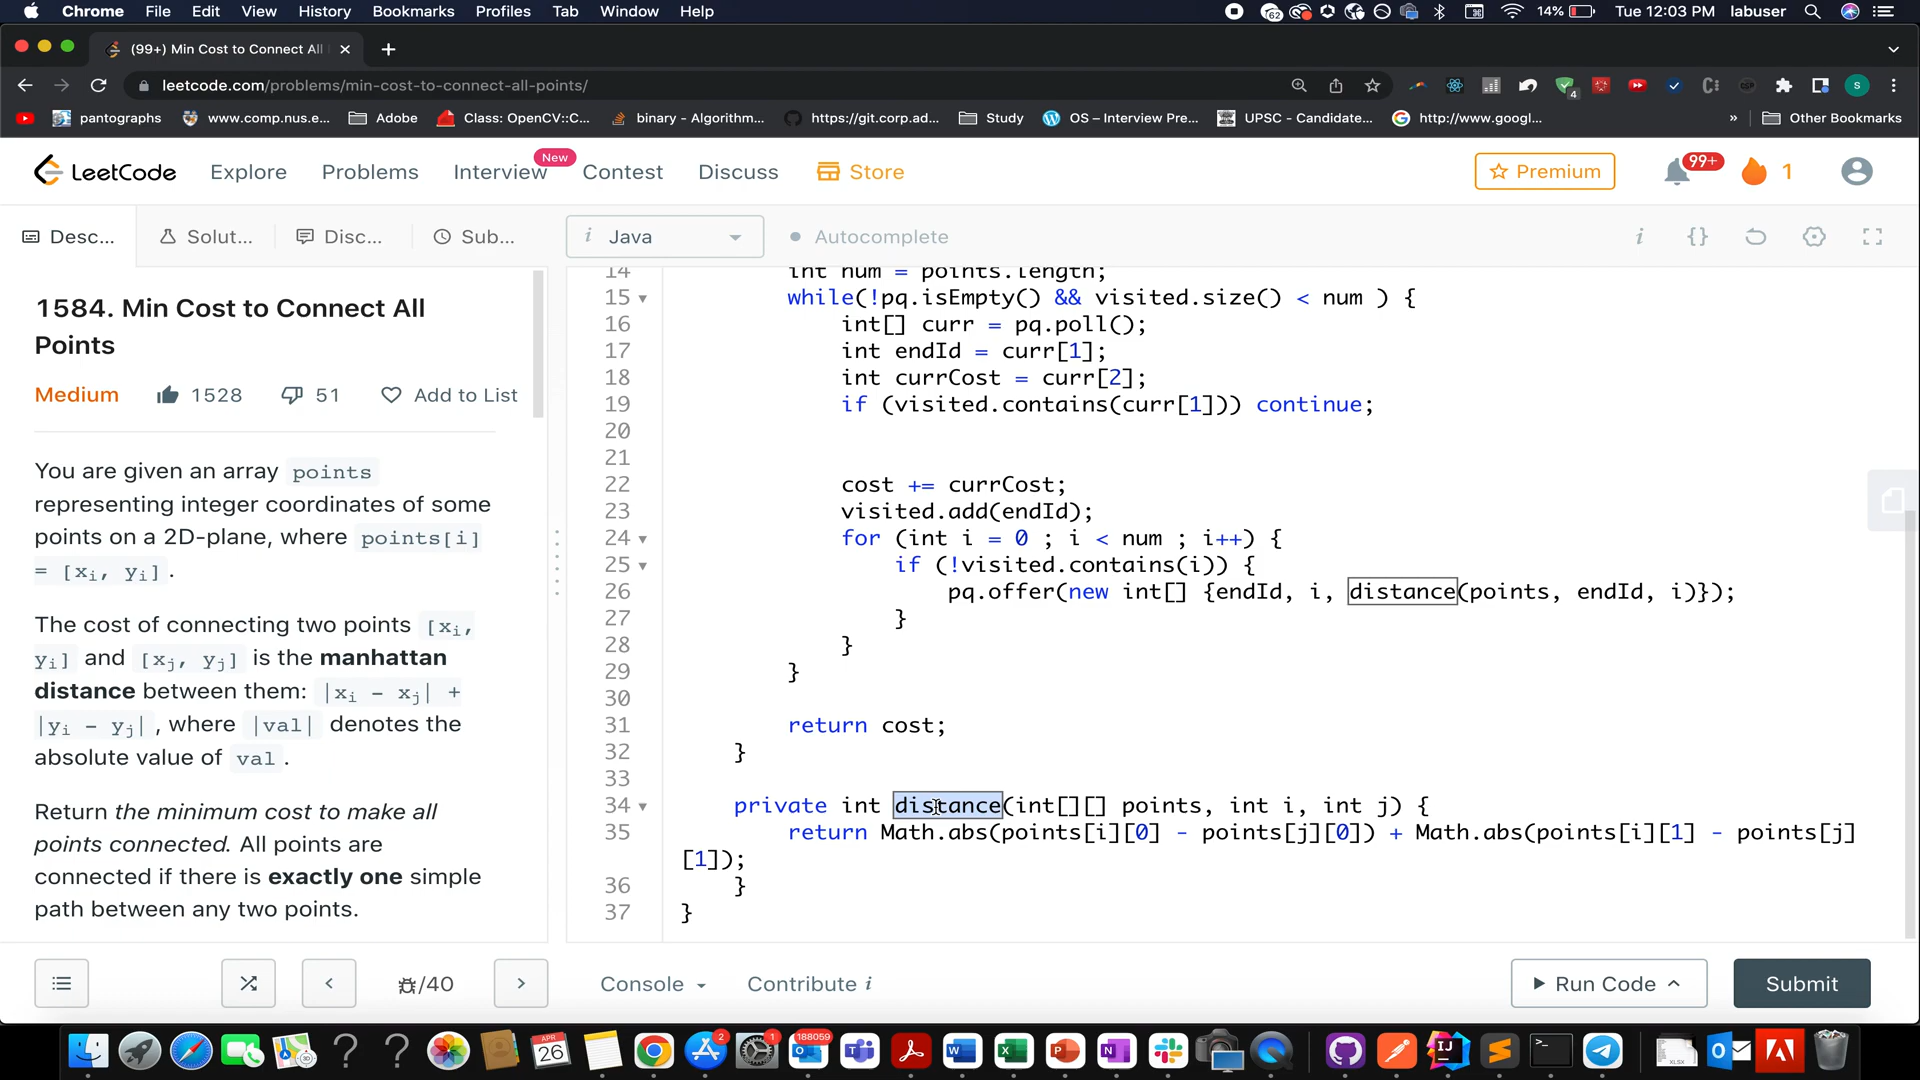 Chrome File Edit View History Bookmarks Profiles Tab Window Help 62 14% Tue 12:03 PM labuser
(99+) Min Cost to Connect All
leetcode.com/problems/min-cost-to-connect-all-points/ 4 S
pantographs www.comp.nus.e... Adobe Class: OpenCV::C... binary - Algorithm... https://git.corp.ad... Study OS – Interview Pre... UPSC - Candidate... http://www.googl... » Other Bookmarks
LeetCode Explore Problems Interview New Contest Discuss Store Premium 99+ 1
Desc... Solut... Disc... Sub... i Java Autocomplete
1584. Min Cost to Connect All
Points
Medium 1528 51 Add to List
You are given an array points
representing integer coordinates of some
points on a 2D-plane, where points[i]
= [xi, yi].
The cost of connecting two points [xi,
yi] and [xj, yj] is the manhattan
distance between them: |xi - xj| +
|yi - yj|, where |val| denotes the
absolute value of val.
Return the minimum cost to make all
points connected. All points are
connected if there is exactly one simple
path between any two points.
14 int num = points.length;
15 while(!pq.isEmpty() && visited.size() < num ) {
16 int[] curr = pq.poll();
17 int endId = curr[1];
18 int currCost = curr[2];
19 if (visited.contains(curr[1])) continue;
20
21
22 cost += currCost;
23 visited.add(endId);
24 for (int i = 0 ; i < num ; i++) {
25 if (!visited.contains(i)) {
26 pq.offer(new int[] {endId, i, distance(points, endId, i)});
27 }
28 }
29 }
30
31 return cost;
32 }
33
34 private int distance(int[][] points, int i, int j) {
35 return Math.abs(points[i][0] - points[j][0]) + Math.abs(points[i][1] - points[j]
[1]);
36 }
37 }
/40 Console Contribute i Run Code Submit
APR 26 2 1 188059